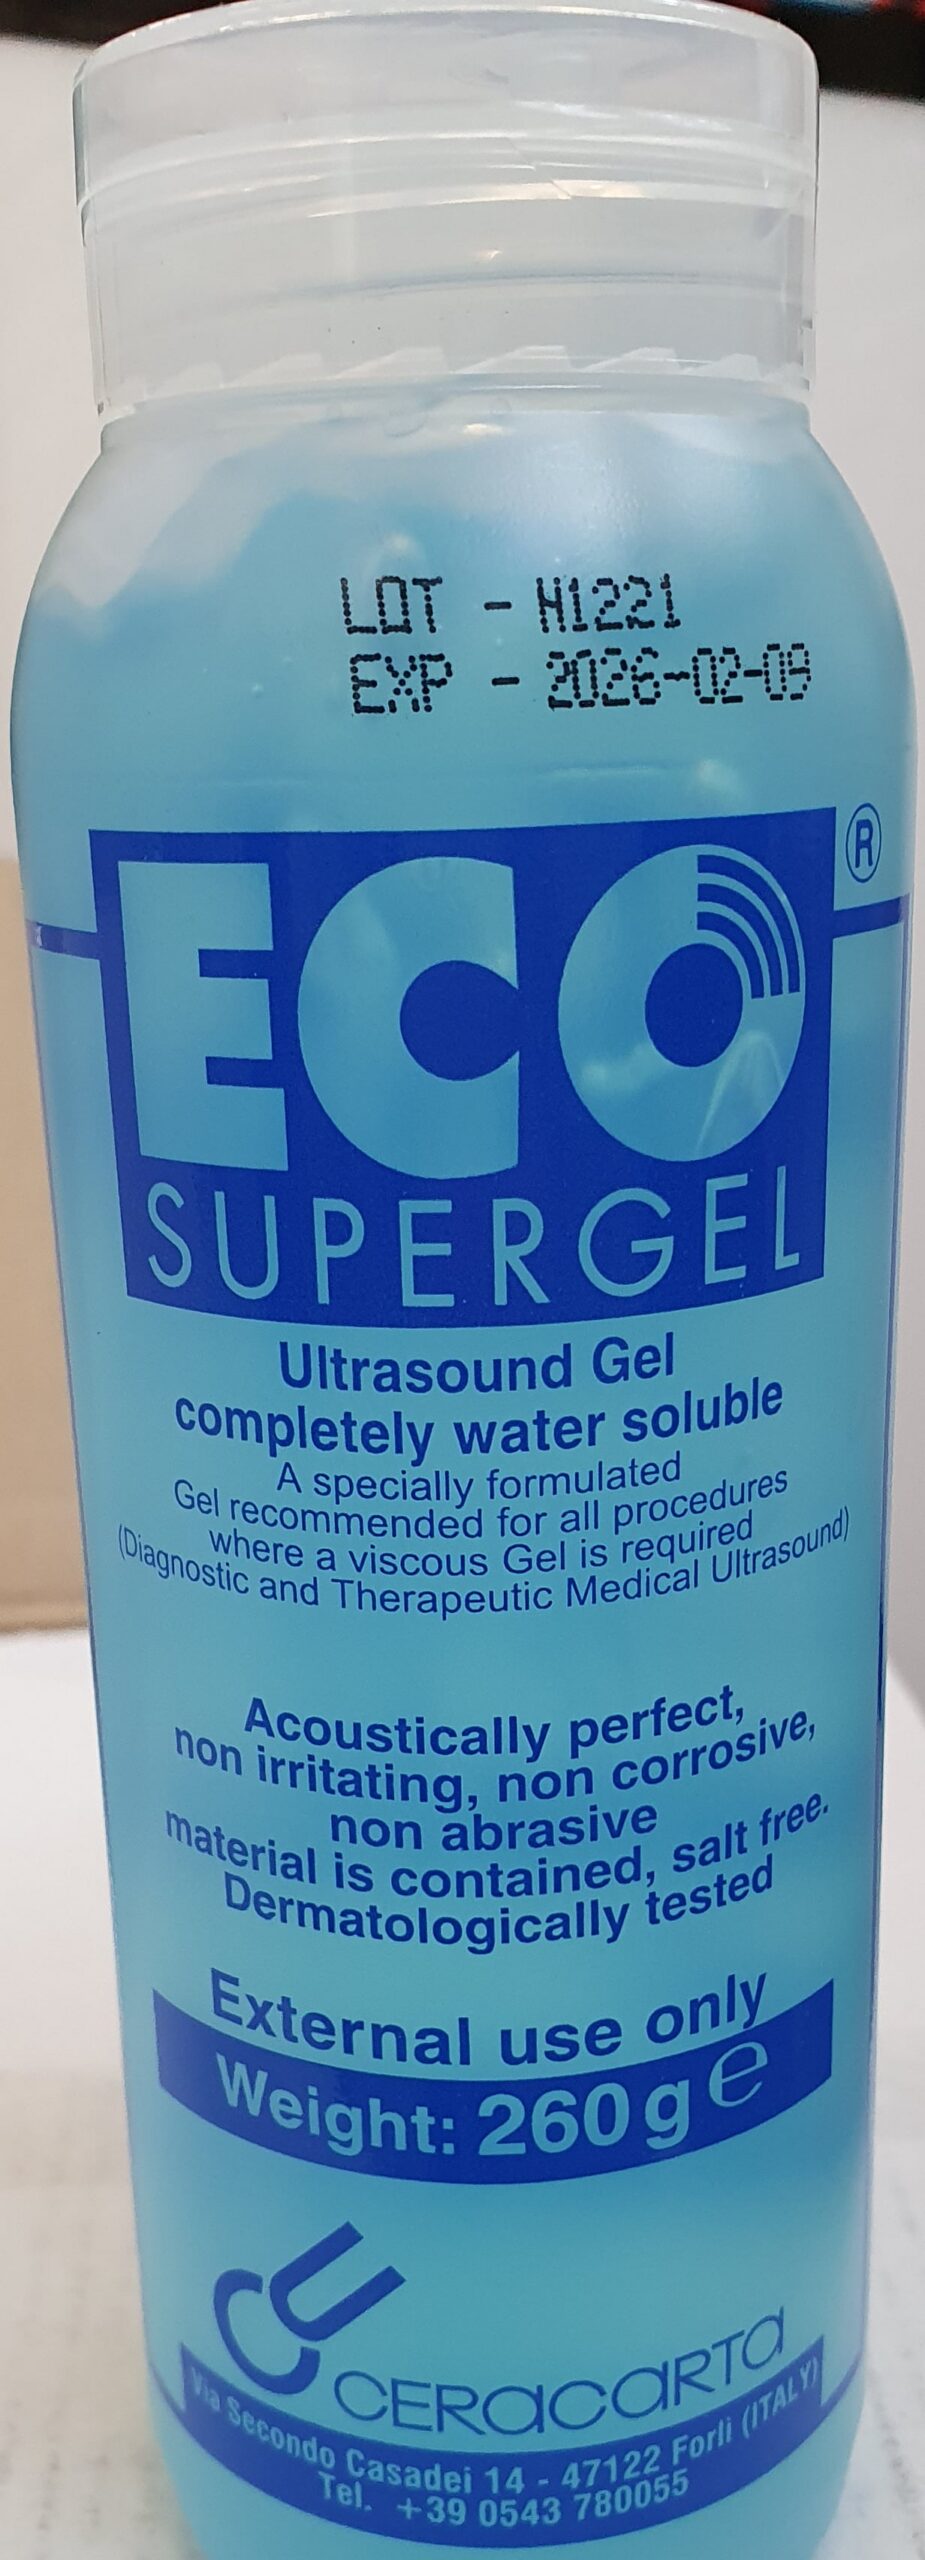 LOT - H1221
EXP - 2026-02-09
ECO®
SUPERGEL
Ultrasound Gel
completely water soluble
A specially formulated
Gel recommended for all procedures
where a viscous Gel is required
(Diagnostic and Therapeutic Medical Ultrasound)
Acoustically perfect,
non irritating, non corrosive,
non abrasive
material is contained, salt free.
Dermatologically tested
External use only
Weight: 260 g ℮
CU CERACARTA
Via Secondo Casadei 14 - 47122 Forlì (ITALY)
Tel. +39 0543 780055